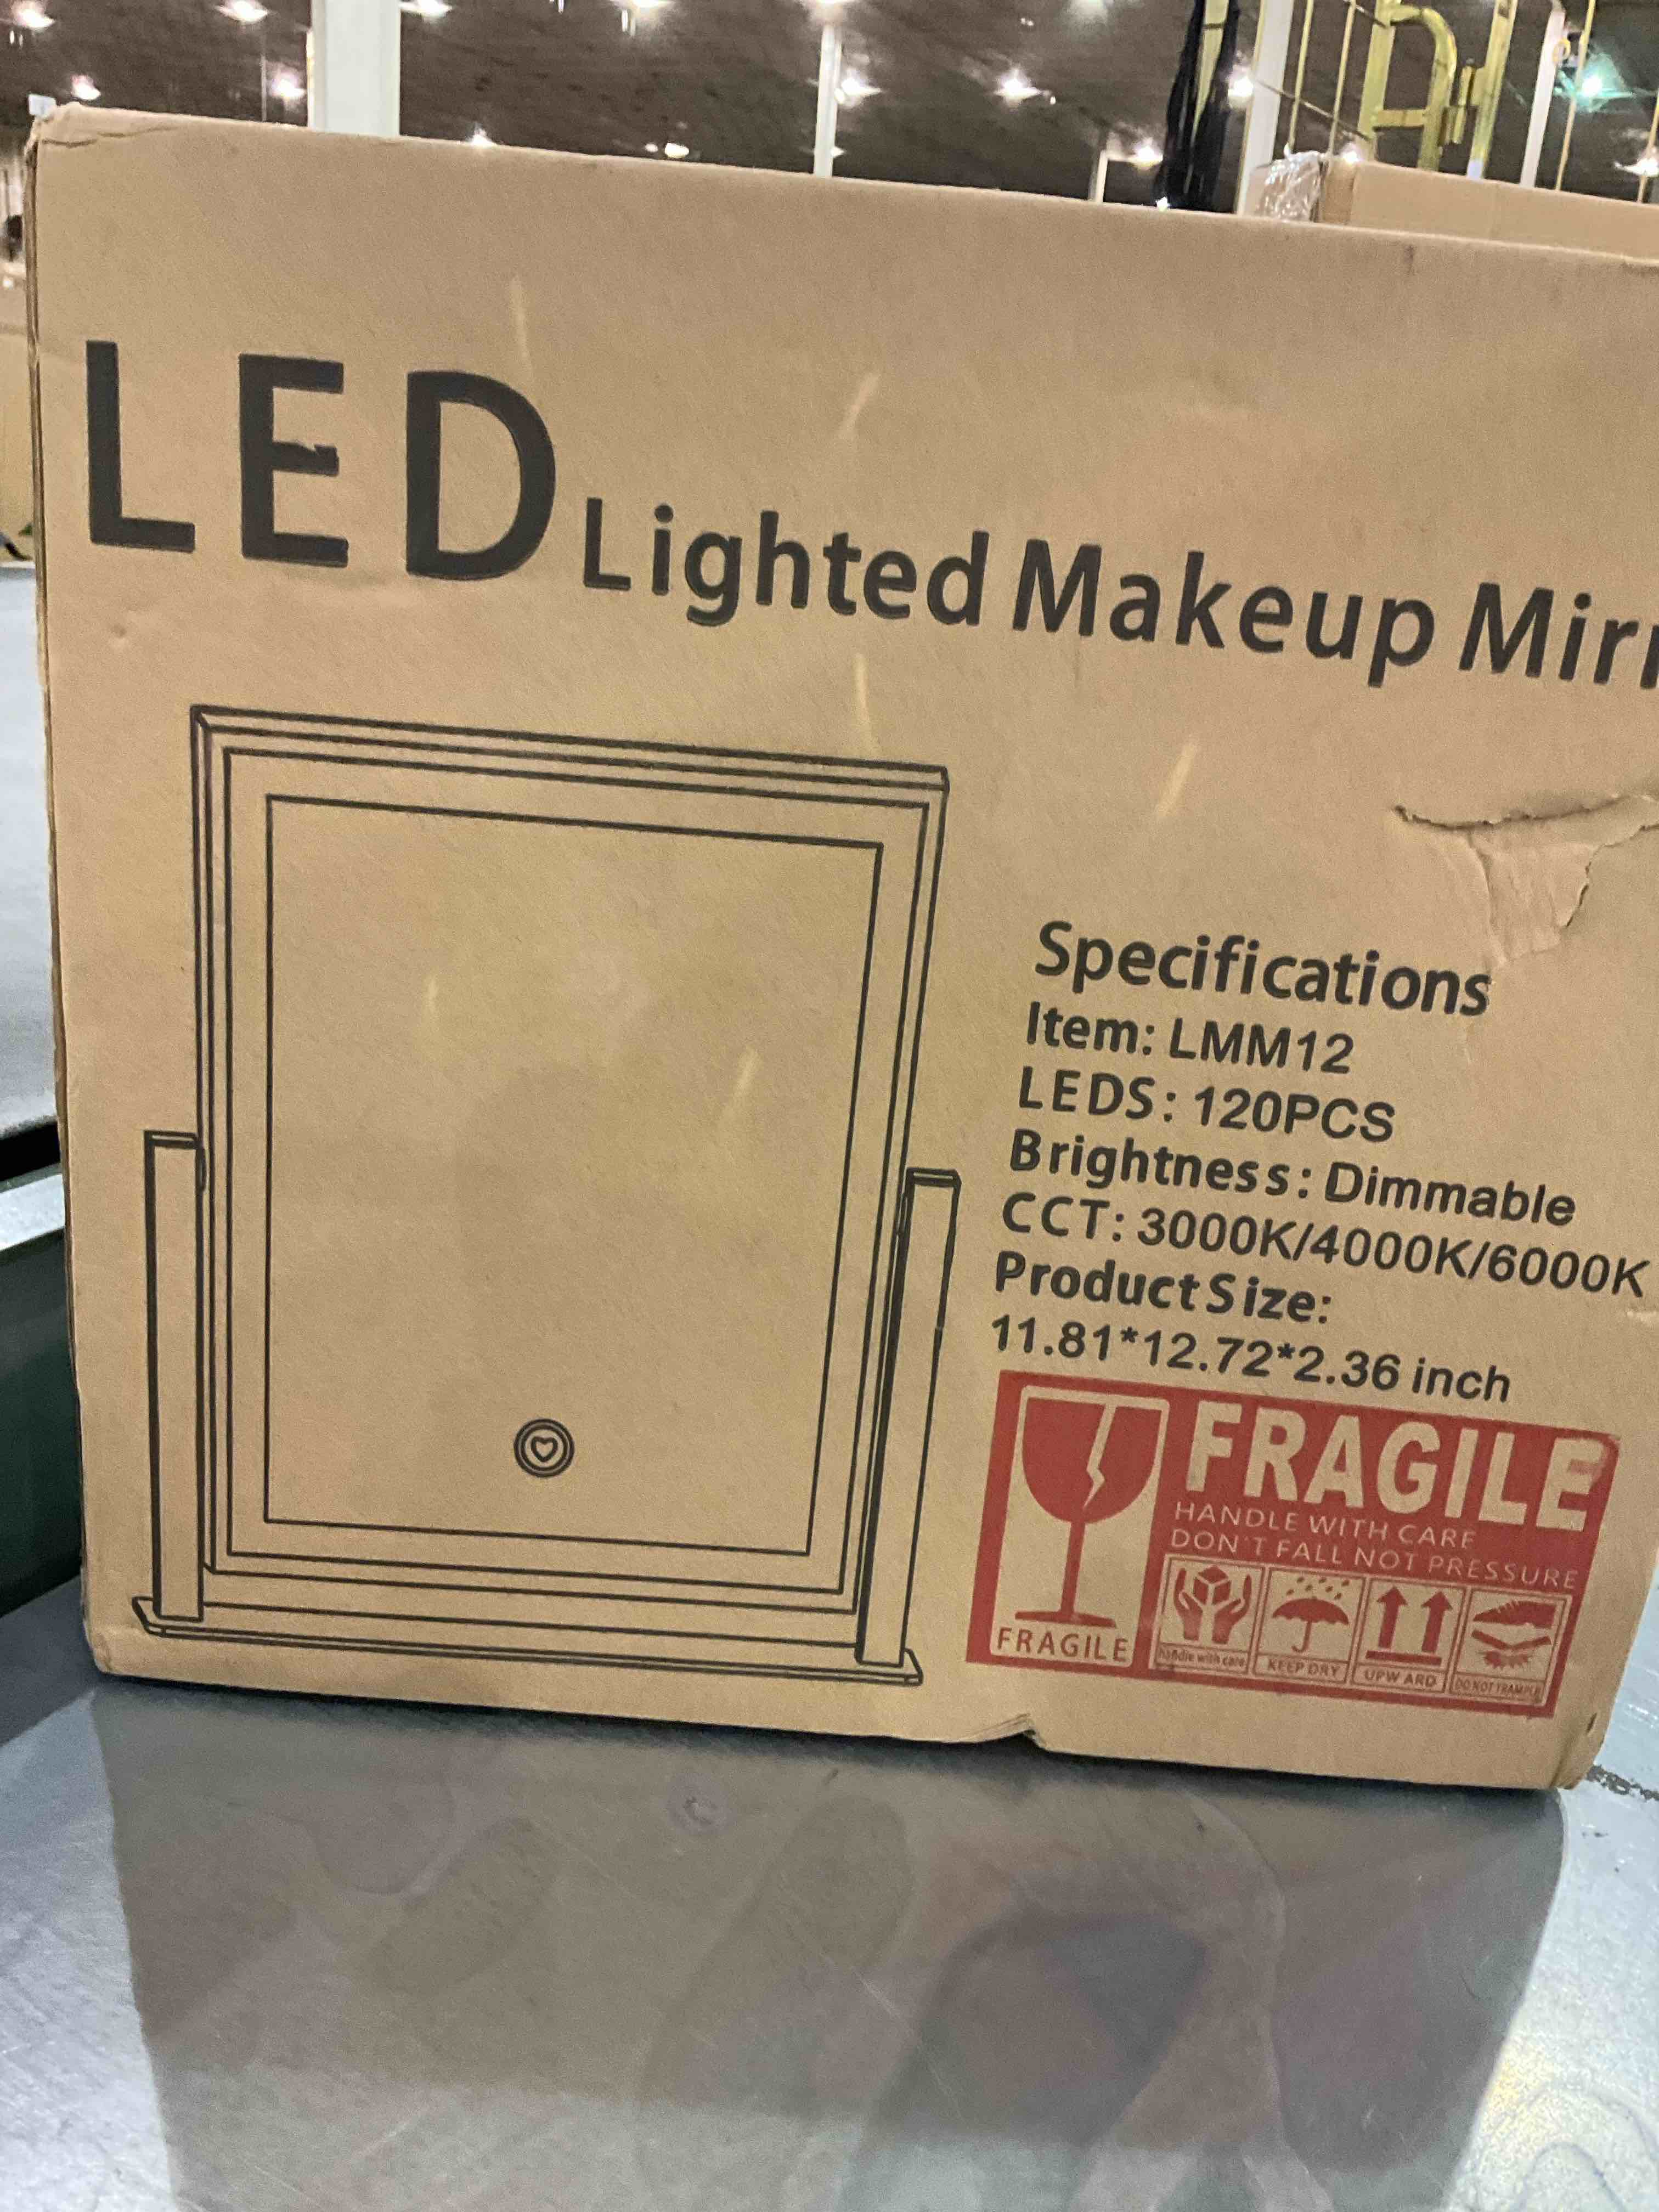 LED Lighted Makeup Mirr
Specifications
Item: LMM12
LEDS: 120PCS
Brightness: Dimmable
CCT: 3000K/4000K/6000K
Product Size:
11.81*12.72*2.36 inch
FRAGILE
HANDLE WITH CARE
DON'T FALL NOT PRESSURE
FRAGILE
handle with care
KEEP DRY
UPWARD
DO NOT TRAMPLE